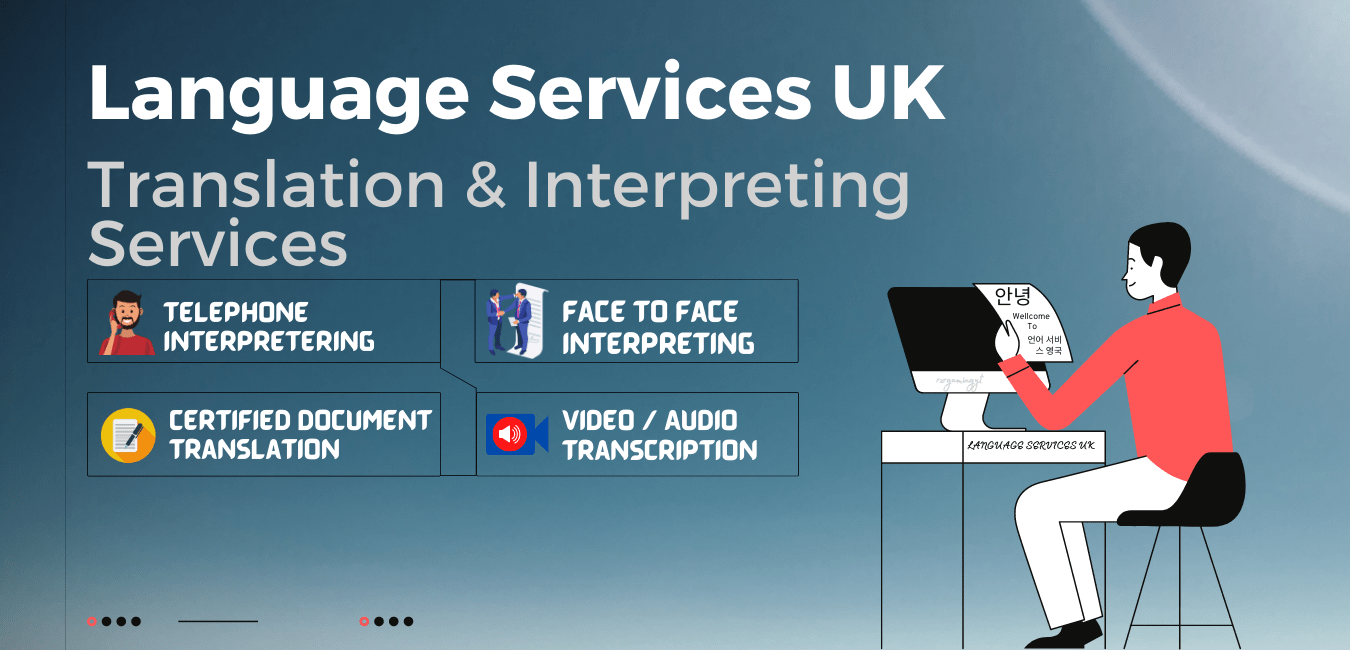 Language Services UK
Translation & Interpreting
Services
TELEPHONE
INTERPRETERING
FACE TO FACE
INTERPRETING
CERTIFIED DOCUMENT
TRANSLATION
VIDEO / AUDIO
TRANSCRIPTION
안녕
Wellcome
To
언어 서비
스 영국
LANGUAGE SERVICES UK